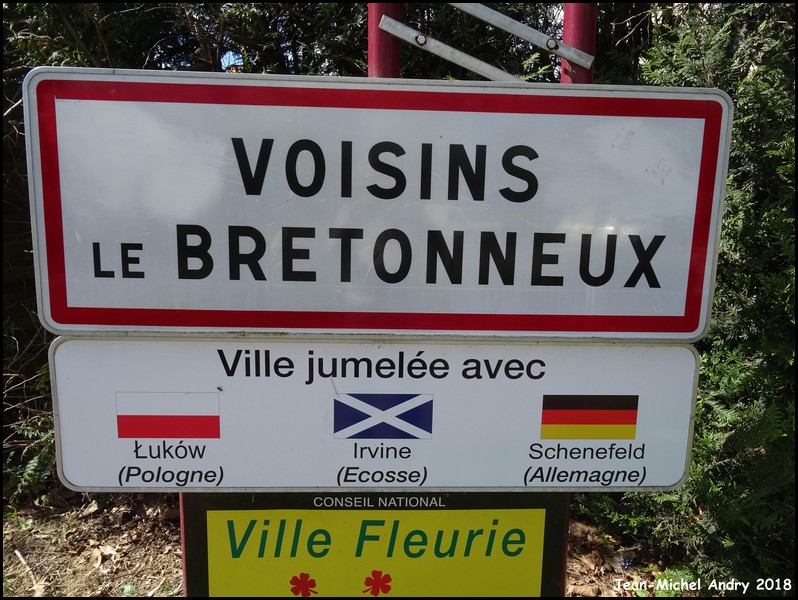 VOISINS
LE BRETONNEUX
Ville jumelée avec
Łuków Irvine Schenefeld
(Pologne) (Ecosse) (Allemagne)
CONSEIL NATIONAL
Ville Fleurie
Jean-Michel Andry 2018